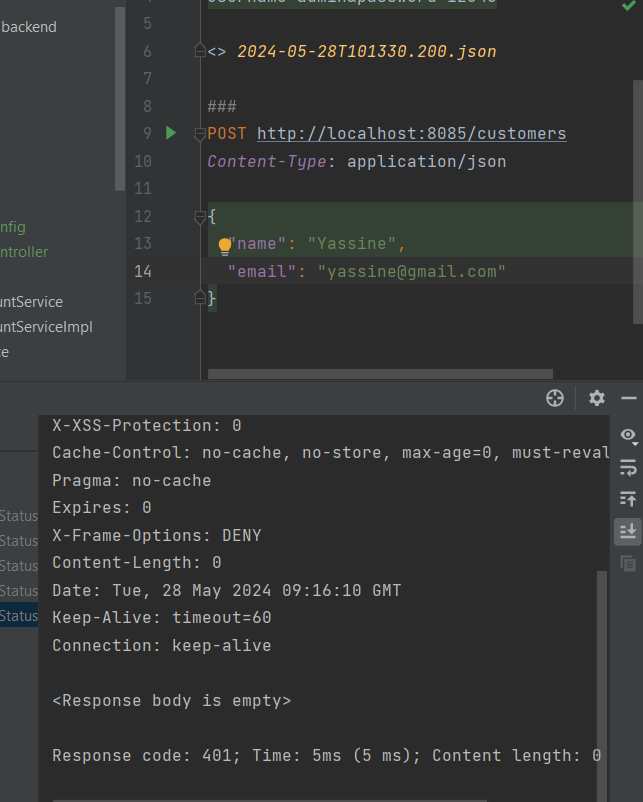 backend
nfig
ntroller
untService
untServiceImpl
ce
5
6 <> 2024-05-28T101330.200.json
7
8 ###
9 POST http://localhost:8085/customers
10 Content-Type: application/json
11
12 {
13 "name": "Yassine",
14 "email": "yassine@gmail.com"
15 }
Status
Status
Status
Status
Status
X-XSS-Protection: 0
Cache-Control: no-cache, no-store, max-age=0, must-reval
Pragma: no-cache
Expires: 0
X-Frame-Options: DENY
Content-Length: 0
Date: Tue, 28 May 2024 09:16:10 GMT
Keep-Alive: timeout=60
Connection: keep-alive
<Response body is empty>
Response code: 401; Time: 5ms (5 ms); Content length: 0